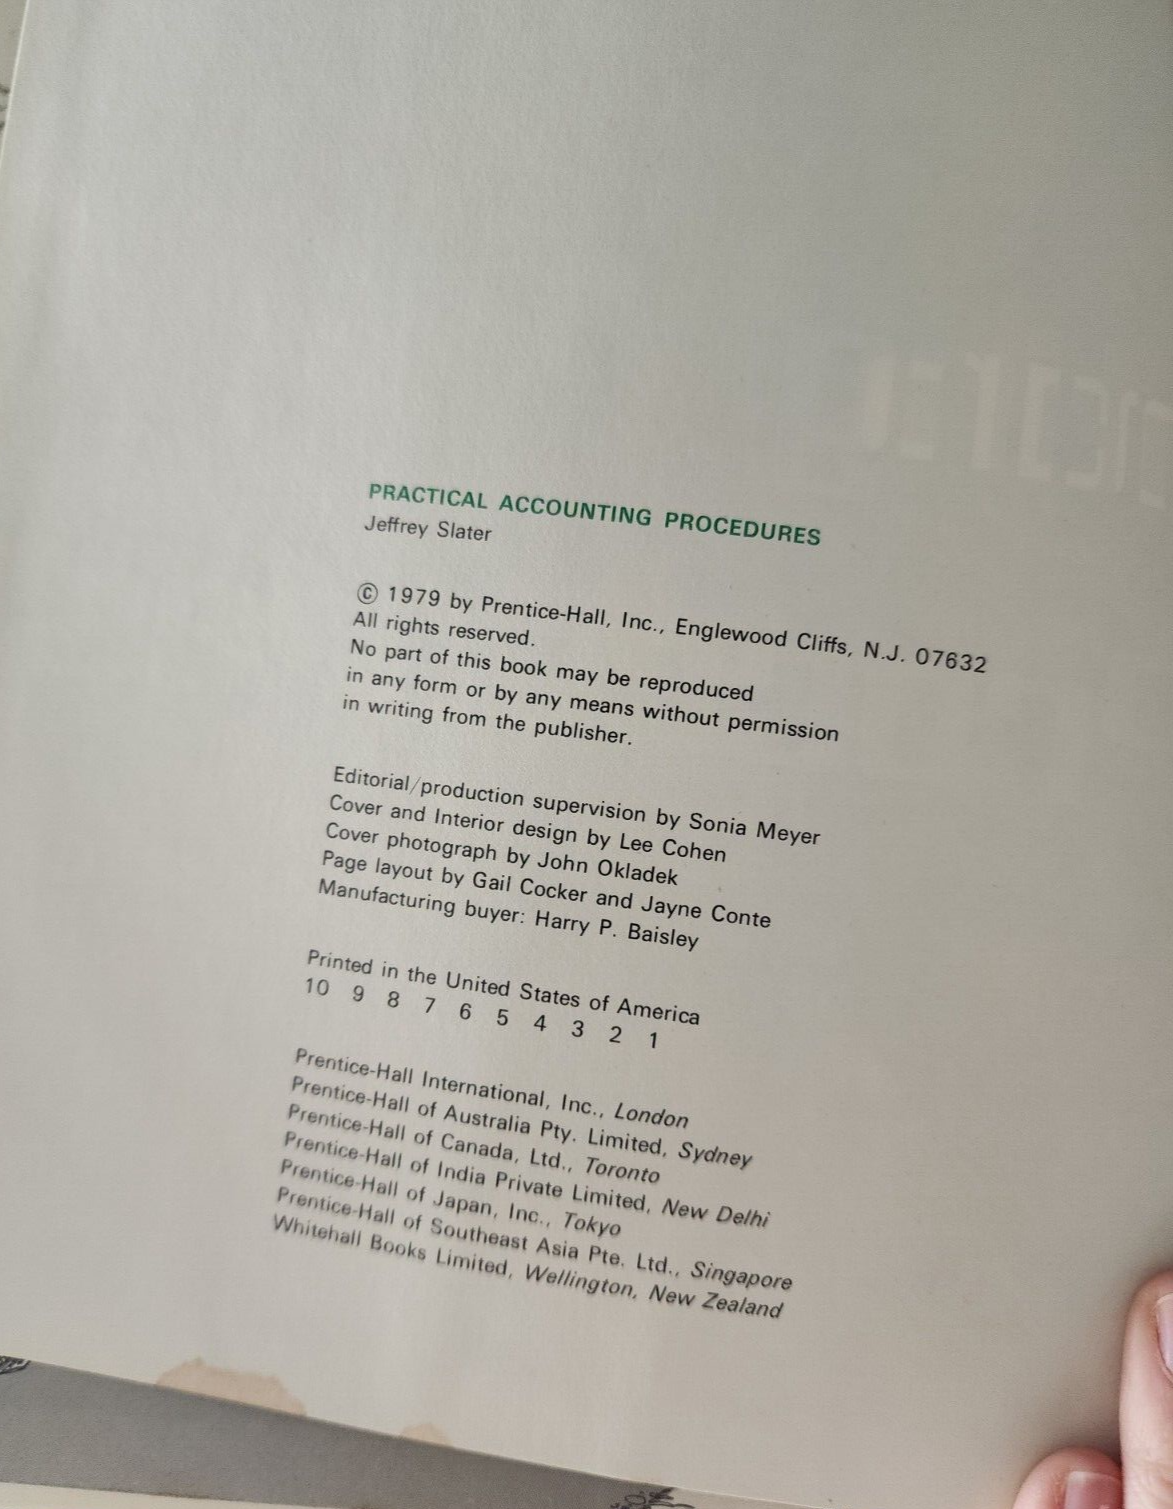 PRACTICAL ACCOUNTING PROCEDURES
Jeffrey Slater
© 1979 by Prentice-Hall, Inc., Englewood Cliffs, N.J. 07632
All rights reserved.
No part of this book may be reproduced
in any form or by any means without permission
in writing from the publisher.
Editorial/production supervision by Sonia Meyer
Cover and Interior design by Lee Cohen
Cover photograph by John Okladek
Page layout by Gail Cocker and Jayne Conte
Manufacturing buyer: Harry P. Baisley
Printed in the United States of America
10 9 8 7 6 5 4 3 2 1
Prentice-Hall International, Inc., London
Prentice-Hall of Australia Pty. Limited, Sydney
Prentice-Hall of Canada, Ltd., Toronto
Prentice-Hall of India Private Limited, New Delhi
Prentice-Hall of Japan, Inc., Tokyo
Prentice-Hall of Southeast Asia Pte. Ltd., Singapore
Whitehall Books Limited, Wellington, New Zealand